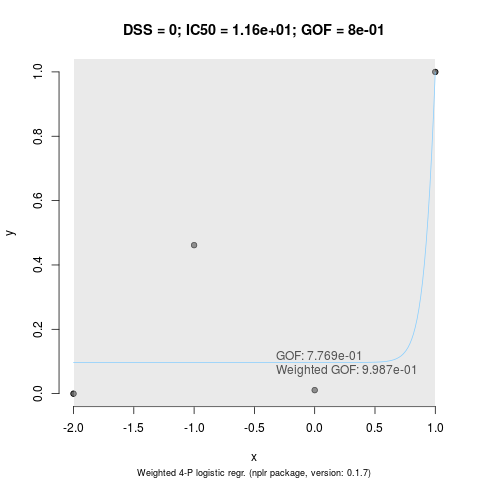 DSS = 0; IC50 = 1.16e+01; GOF = 8e-01
1.0
0.8
0.6
0.4
0.2
0.0
y
GOF: 7.769e-01
Weighted GOF: 9.987e-01
-2.0 -1.5 -1.0 -0.5 0.0 0.5 1.0
x
Weighted 4-P logistic regr. (nplr package, version: 0.1.7)